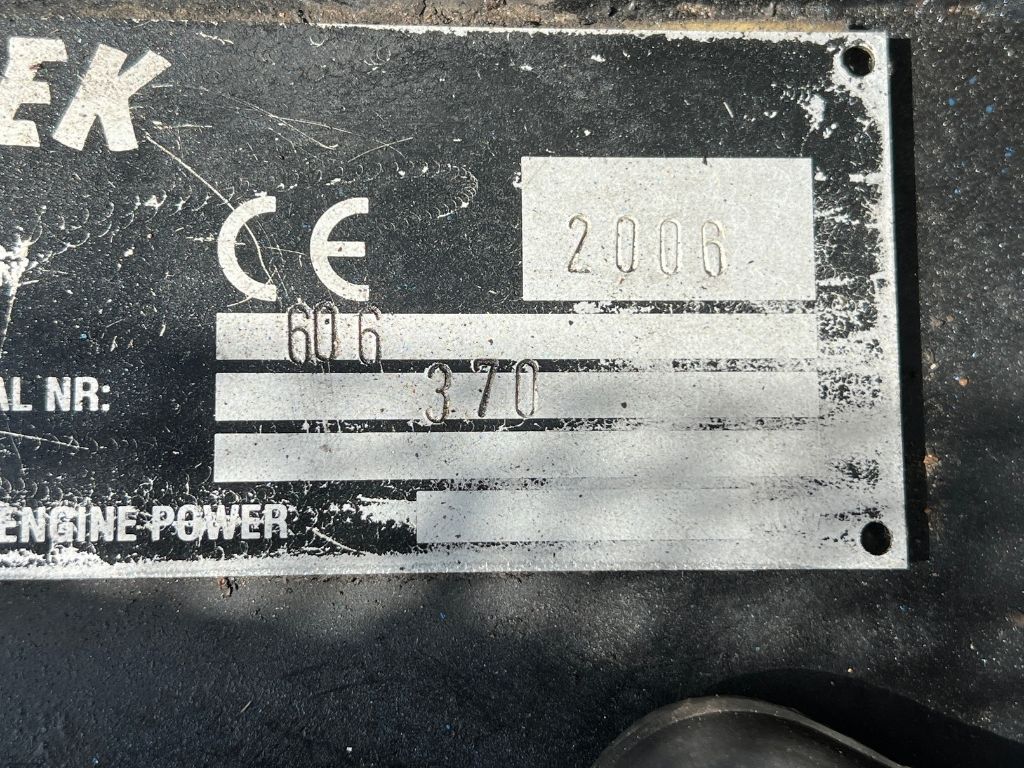 EK
CE 2006
606
AL NR: 370
ENGINE POWER